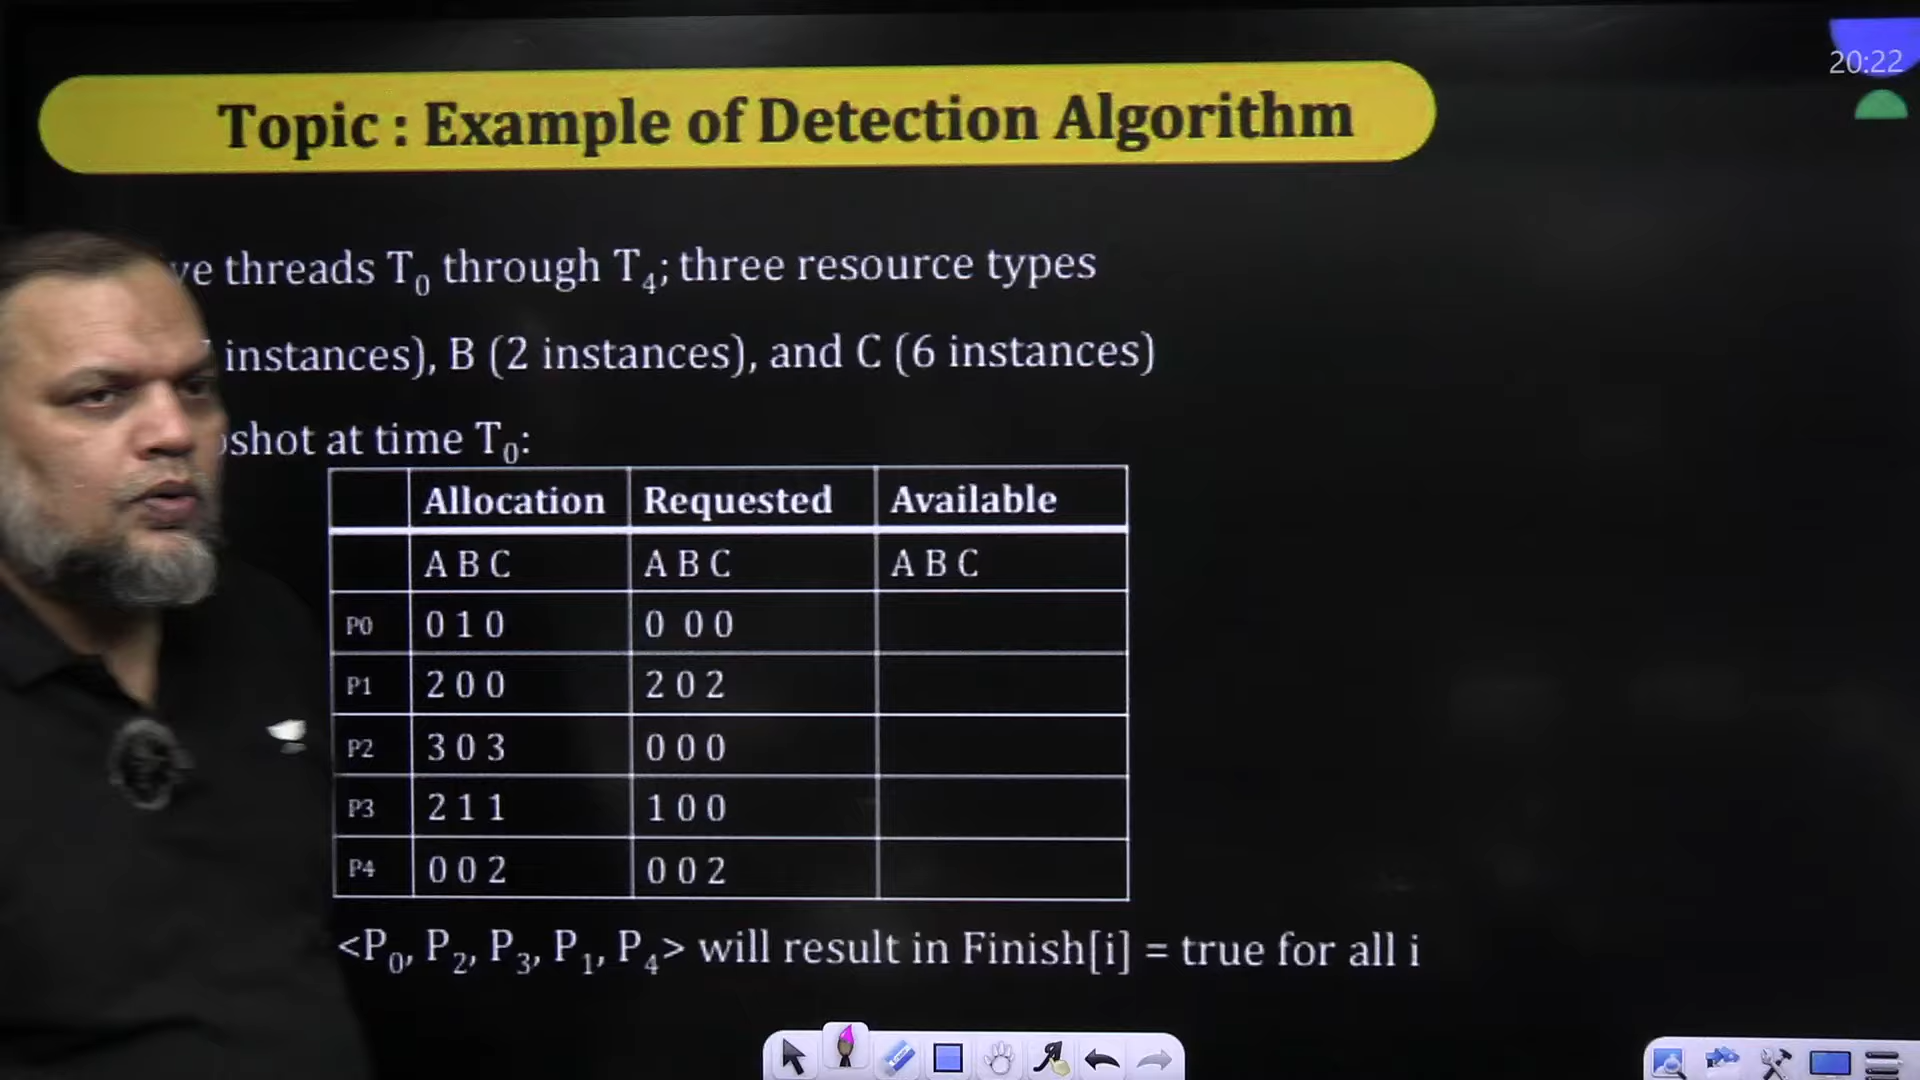 20:22
Topic : Example of Detection Algorithm
threads T0 through T4; three resource types
instances), B (2 instances), and C (6 instances)
at time T0:
Allocation Requested Available
A B C A B C A B C
P0 0 1 0 0 0 0
P1 2 0 0 2 0 2
P2 3 0 3 0 0 0
P3 2 1 1 1 0 0
P4 0 0 2 0 0 2
<P0, P2, P3, P1, P4> will result in Finish[i] = true for all i